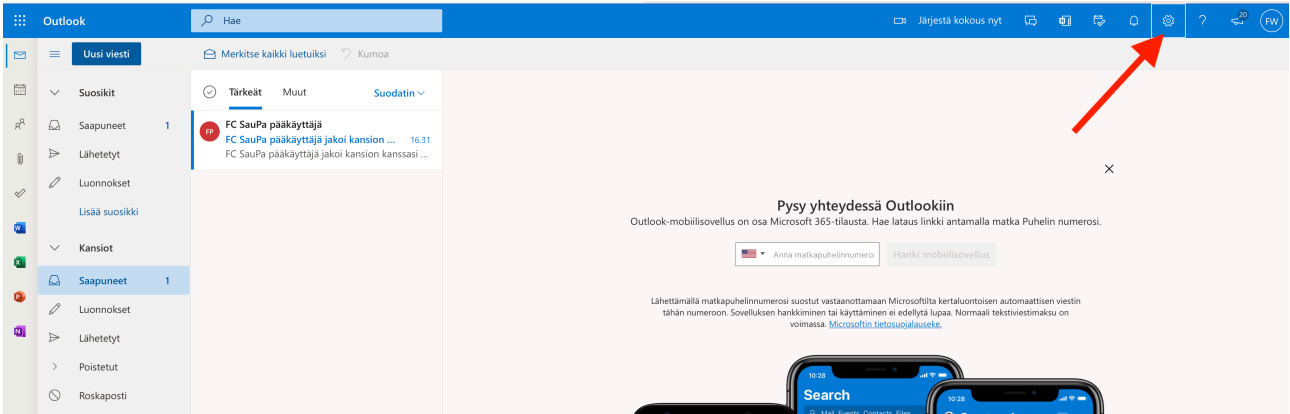 Outlook
Hae
Järjestä kokous nyt
20
FW
Uusi viesti
Merkitse kaikki luetuiksi
Kumoa
Suosikit
Saapuneet 1
Lähetetyt
Luonnokset
Lisää suosikki
Kansiot
Saapuneet 1
Luonnokset
Lähetetyt
Poistetut
Roskaposti
Tärkeät Muut Suodatin
FP
FC SauPa pääkäyttäjä
FC SauPa pääkäyttäjä jakoi kansion ... 16.31
FC SauPa pääkäyttäjä jakoi kansion kanssasi ...
Pysy yhteydessä Outlookiin
Outlook-mobiilisovellus on osa Microsoft 365-tilausta. Hae lataus linkki antamalla matka Puhelin numerosi.
Anna matkapuhelinnumero
Hanki mobiilisovellus
Lähettämällä matkapuhelinnumerosi suostut vastaanottamaan Microsoftilta kertaluontoisen automaattisen viestin
tähän numeroon. Sovelluksen hankkiminen tai käyttäminen ei edellytä lupaa. Normaali tekstiviestimaksu on
voimassa. Microsoftin tietosuojalauseke.
10:28
Search
Mail, Events, Contacts, Files
10:28